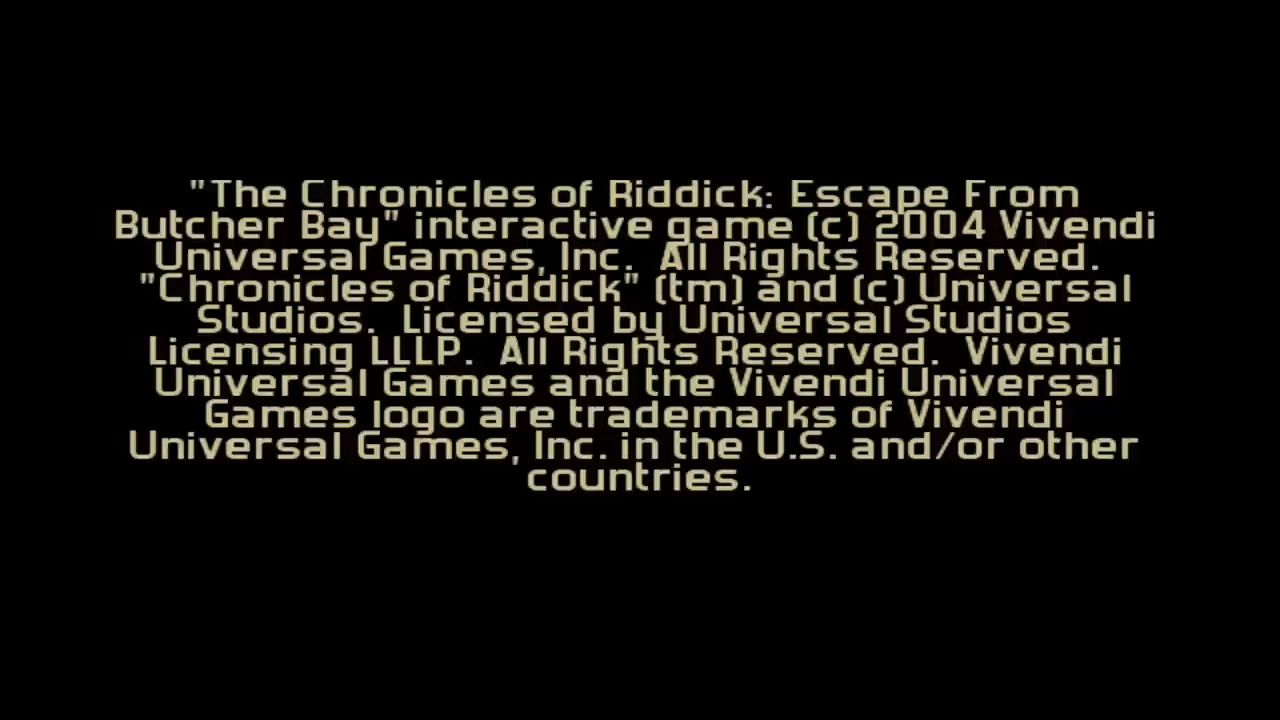 "The Chronicles of Riddick: Escape From
Butcher Bay" interactive game (c) 2004 Vivendi
Universal Games, Inc.  All Rights Reserved.
"Chronicles of Riddick" (tm) and (c) Universal
Studios.  Licensed by Universal Studios
Licensing LLLP.  All Rights Reserved.  Vivendi
Universal Games and the Vivendi Universal
Games logo are trademarks of Vivendi
Universal Games, Inc. in the U.S. and/or other
countries.